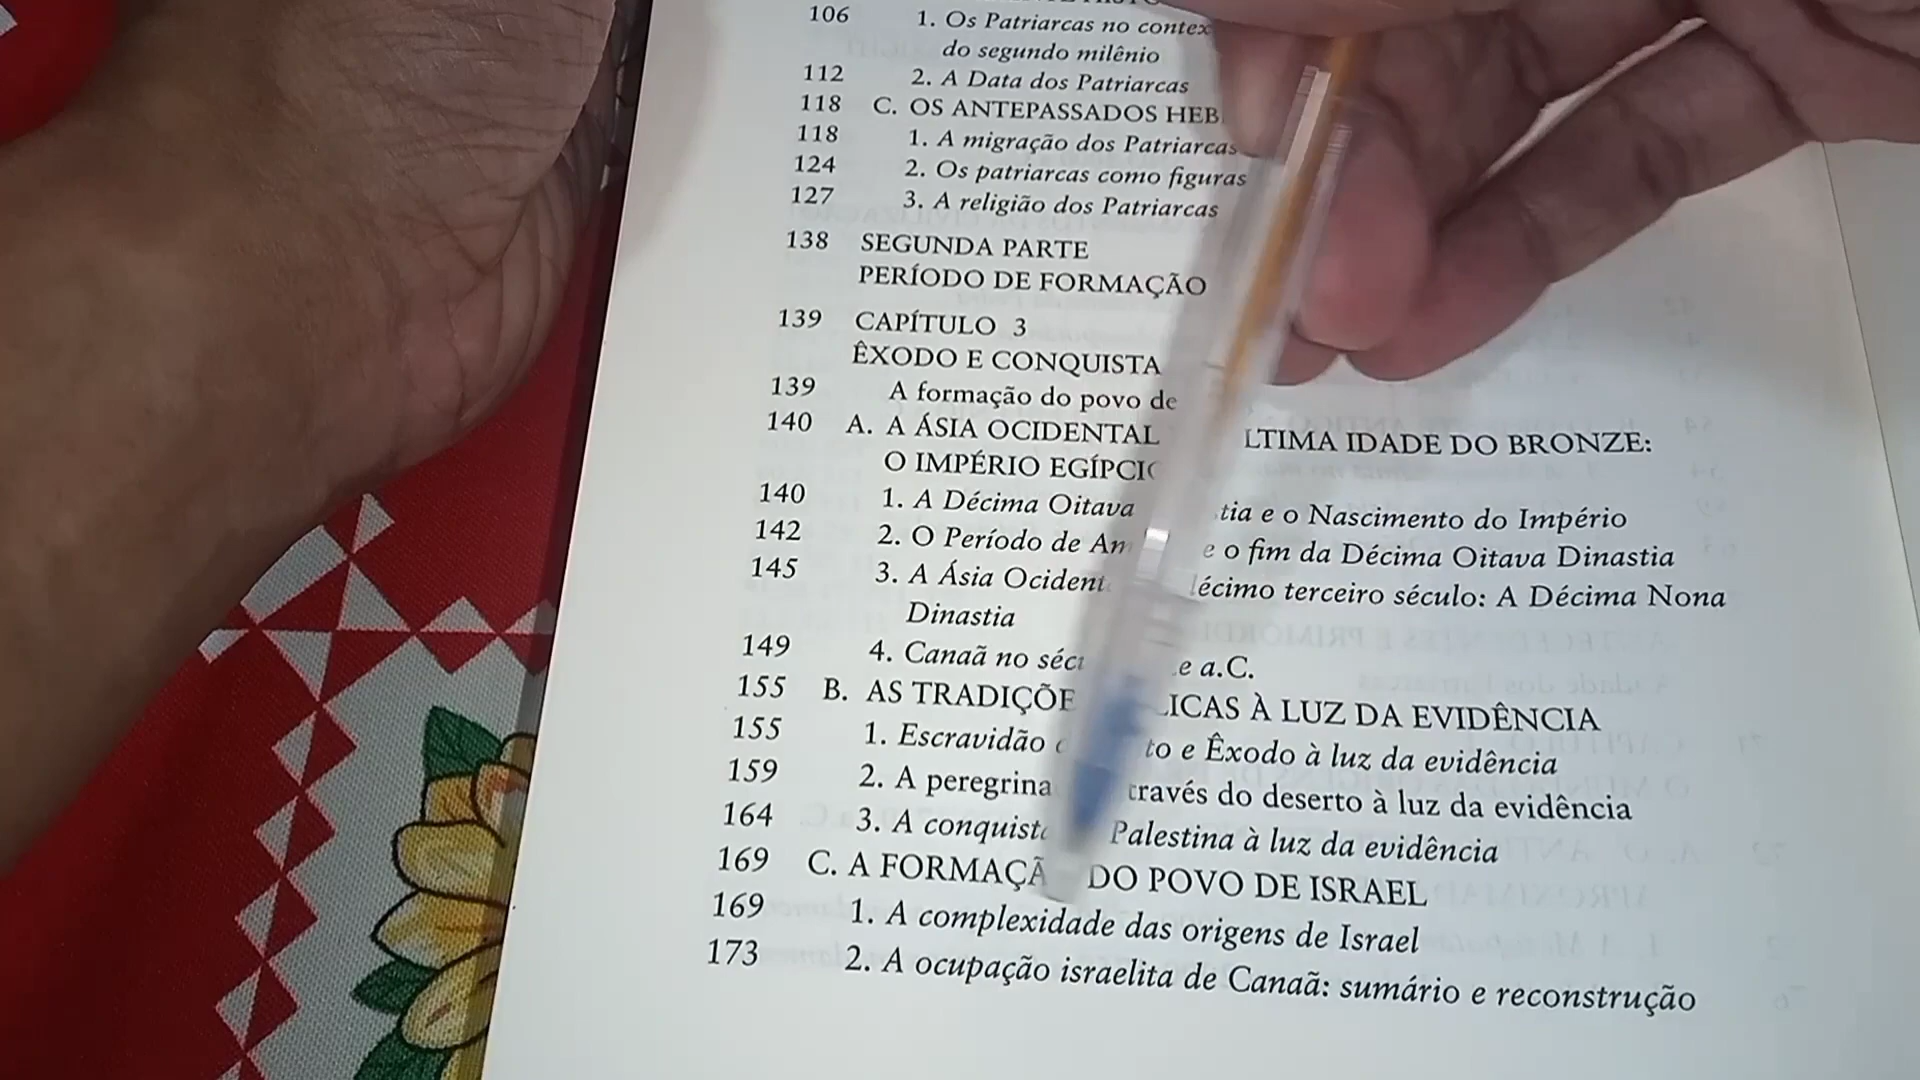 106 1. Os Patriarcas no contex
do segundo milênio
112 2. A Data dos Patriarcas
118 C. OS ANTEPASSADOS HEB
118 1. A migração dos Patriarcas
124 2. Os patriarcas como figuras
127 3. A religião dos Patriarcas
138 SEGUNDA PARTE
PERÍODO DE FORMAÇÃO
139 CAPÍTULO 3
ÊXODO E CONQUISTA
139 A formação do povo de
140 A. A ÁSIA OCIDENTAL LTIMA IDADE DO BRONZE:
O IMPÉRIO EGÍPCI
140 1. A Décima Oitava tia e o Nascimento do Império
142 2. O Período de Am e o fim da Décima Oitava Dinastia
145 3. A Ásia Ocident écimo terceiro século: A Décima Nona
Dinastia
149 4. Canaã no séc e a.C.
155 B. AS TRADIÇÕE LICAS À LUZ DA EVIDÊNCIA
155 1. Escravidão to e Êxodo à luz da evidência
159 2. A peregrina través do deserto à luz da evidência
164 3. A conquist Palestina à luz da evidência
169 C. A FORMAÇÃ DO POVO DE ISRAEL
169 1. A complexidade das origens de Israel
173 2. A ocupação israelita de Canaã: sumário e reconstrução